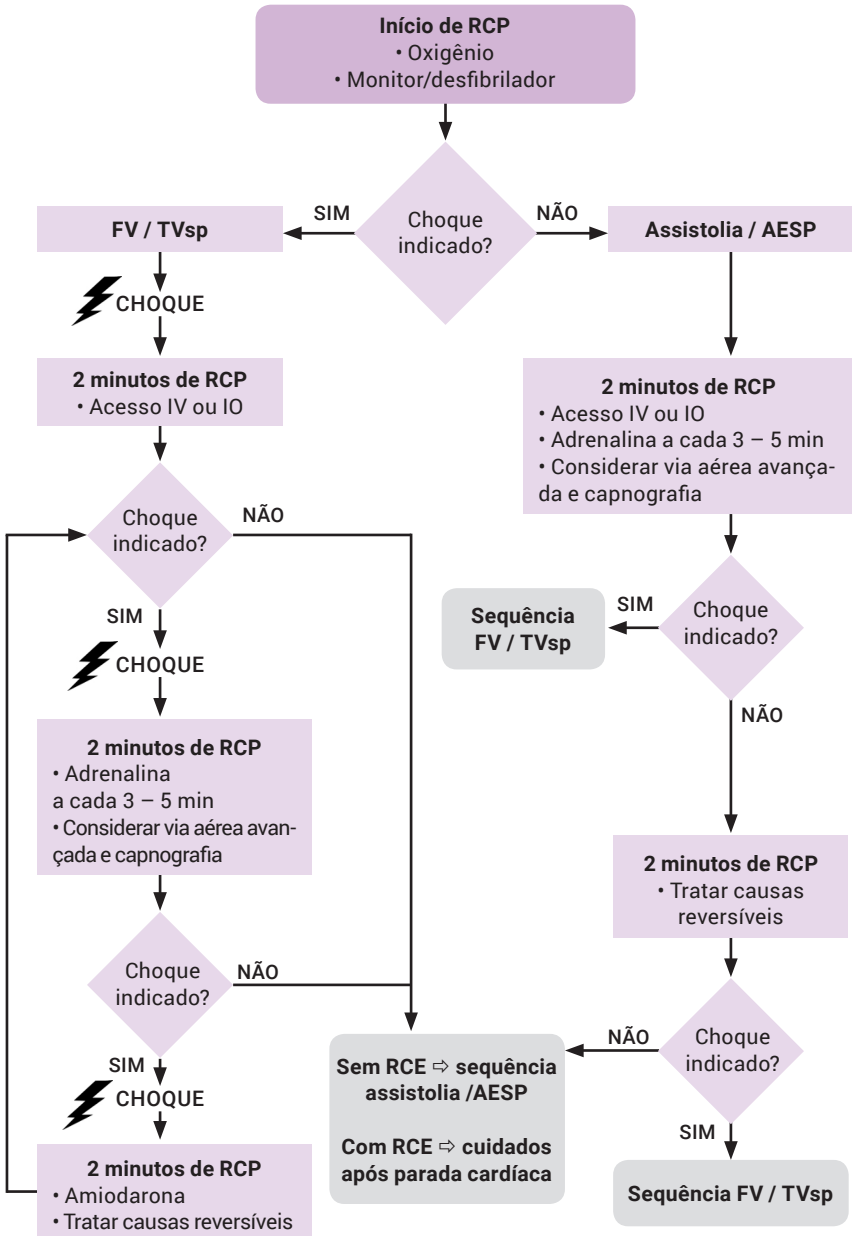 Início de RCP
• Oxigênio
• Monitor/desfibrilador
Choque
indicado?
SIM
NÃO
FV / TVsp
CHOQUE
2 minutos de RCP
• Acesso IV ou IO
Choque
indicado?
NÃO
SIM
CHOQUE
2 minutos de RCP
• Adrenalina
a cada 3 – 5 min
• Considerar via aérea avan-
çada e capnografia
Choque
indicado?
NÃO
SIM
CHOQUE
2 minutos de RCP
• Amiodarona
• Tratar causas reversíveis
Assistolia / AESP
2 minutos de RCP
• Acesso IV ou IO
• Adrenalina a cada 3 – 5 min
• Considerar via aérea avança-
da e capnografia
Choque
indicado?
SIM
Sequência
FV / TVsp
NÃO
2 minutos de RCP
• Tratar causas
reversíveis
Choque
indicado?
NÃO
Sem RCE ⇨ sequência
assistolia /AESP
Com RCE ⇨ cuidados
após parada cardíaca
SIM
Sequência FV / TVsp